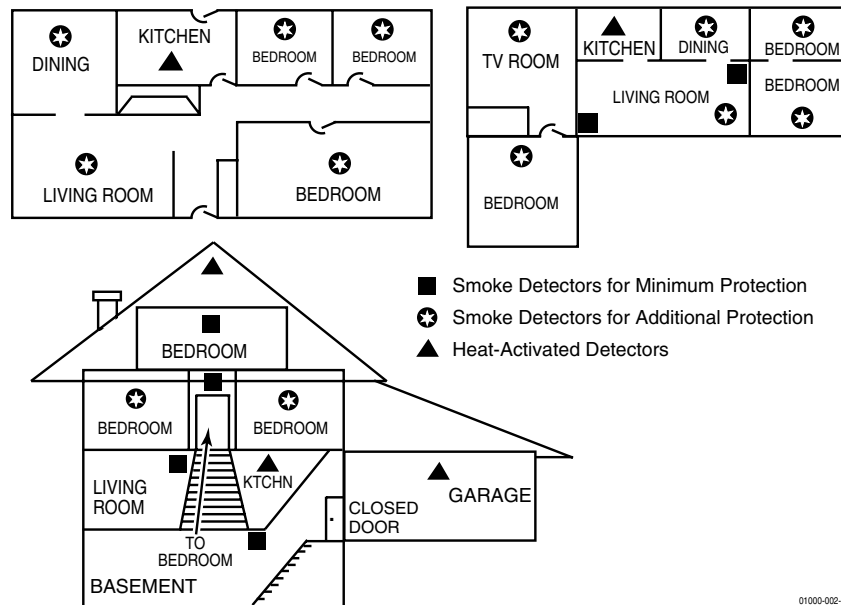 DINING
KITCHEN
BEDROOM
BEDROOM
LIVING ROOM
BEDROOM
TV ROOM
KITCHEN
DINING
BEDROOM
LIVING ROOM
BEDROOM
BEDROOM
Smoke Detectors for Minimum Protection
Smoke Detectors for Additional Protection
Heat-Activated Detectors
BEDROOM
BEDROOM
BEDROOM
LIVING
ROOM
KTCHN
TO
BEDROOM
BASEMENT
CLOSED
DOOR
GARAGE
01000-002-